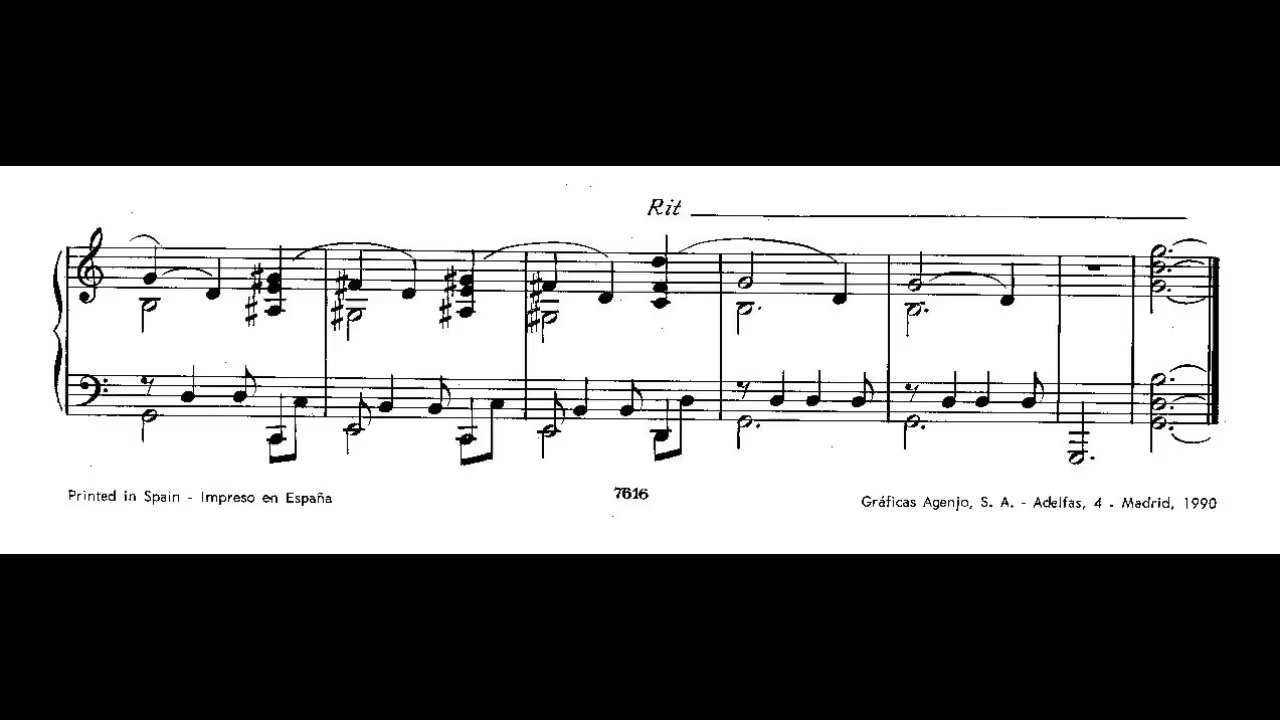 Rit
Printed in Spain - Impreso en España
7616
Gráficas Agenjo, S. A. - Adelfas, 4 . Madrid, 1990